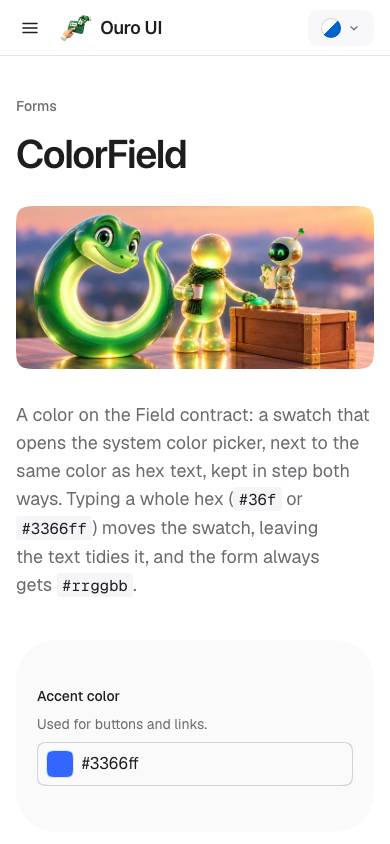 Ouro UI
Forms
ColorField
A color on the Field contract: a swatch that
opens the system color picker, next to the
same color as hex text, kept in step both
ways. Typing a whole hex ( #36f or
#3366ff ) moves the swatch, leaving
the text tidies it, and the form always
gets #rrggbb .
Accent color
Used for buttons and links.
#3366ff